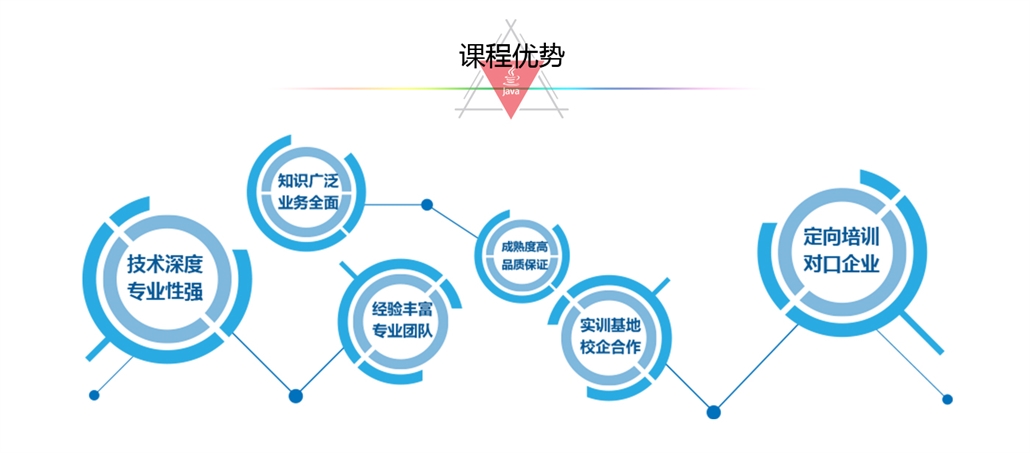 课程优势
java
知识广泛
业务全面
技术深度
专业性强
经验丰富
专业团队
成熟度高
品质保证
实训基地
校企合作
定向培训
对口企业